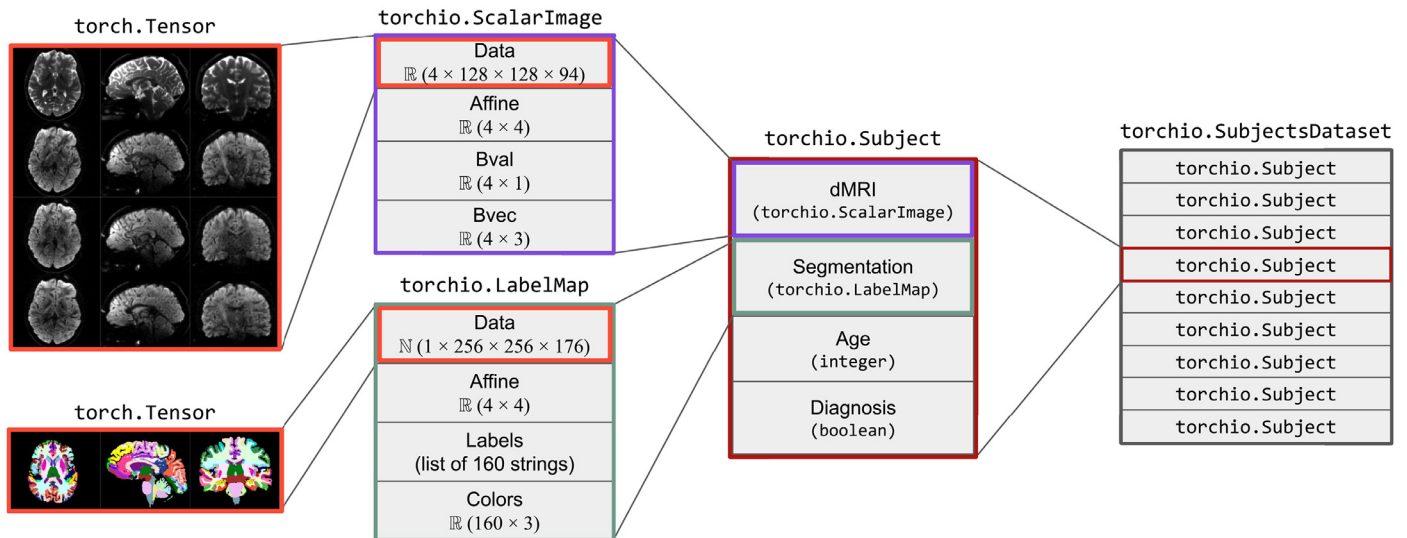 torch.Tensor
torchio.ScalarImage
Data
ℝ (4 × 128 × 128 × 94)
Affine
ℝ (4 × 4)
Bval
ℝ (4 × 1)
Bvec
ℝ (4 × 3)
torch.Tensor
torchio.LabelMap
Data
ℕ (1 × 256 × 256 × 176)
Affine
ℝ (4 × 4)
Labels
(list of 160 strings)
Colors
ℝ (160 × 3)
torchio.Subject
dMRI
(torchio.ScalarImage)
Segmentation
(torchio.LabelMap)
Age
(integer)
Diagnosis
(boolean)
torchio.SubjectsDataset
torchio.Subject
torchio.Subject
torchio.Subject
torchio.Subject
torchio.Subject
torchio.Subject
torchio.Subject
torchio.Subject
torchio.Subject